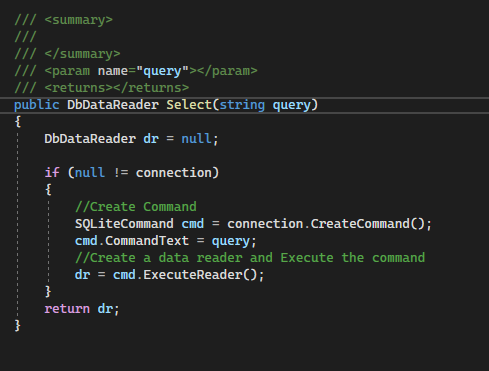 /// <summary>
///
/// </summary>
/// <param name="query"></param>
/// <returns></returns>
public DbDataReader Select(string query)
{
    DbDataReader dr = null;

    if (null != connection)
    {
        //Create Command
        SQLiteCommand cmd = connection.CreateCommand();
        cmd.CommandText = query;
        //Create a data reader and Execute the command
        dr = cmd.ExecuteReader();
    }
    return dr;
}